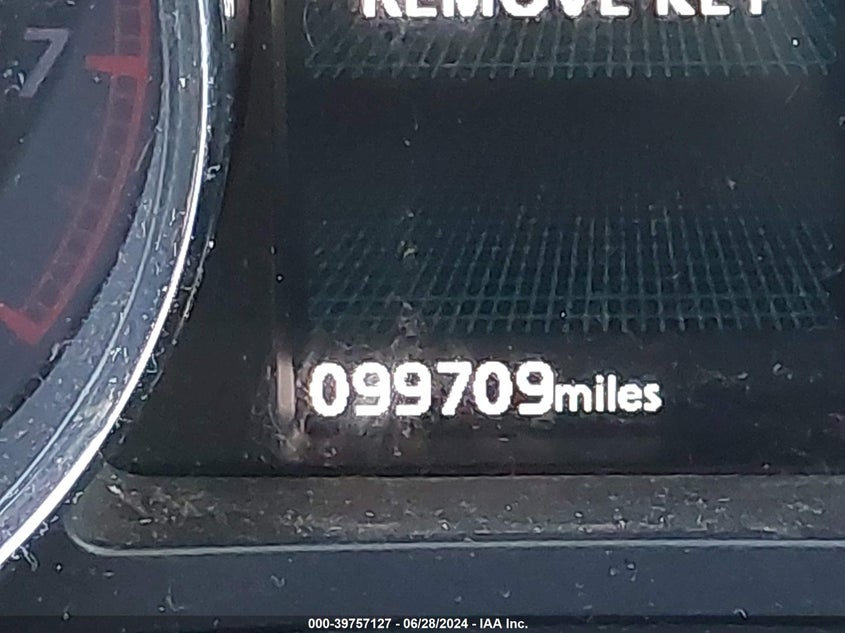 REMOVE KEY
7
099709miles
000-39757127 - 06/28/2024 - IAA Inc.